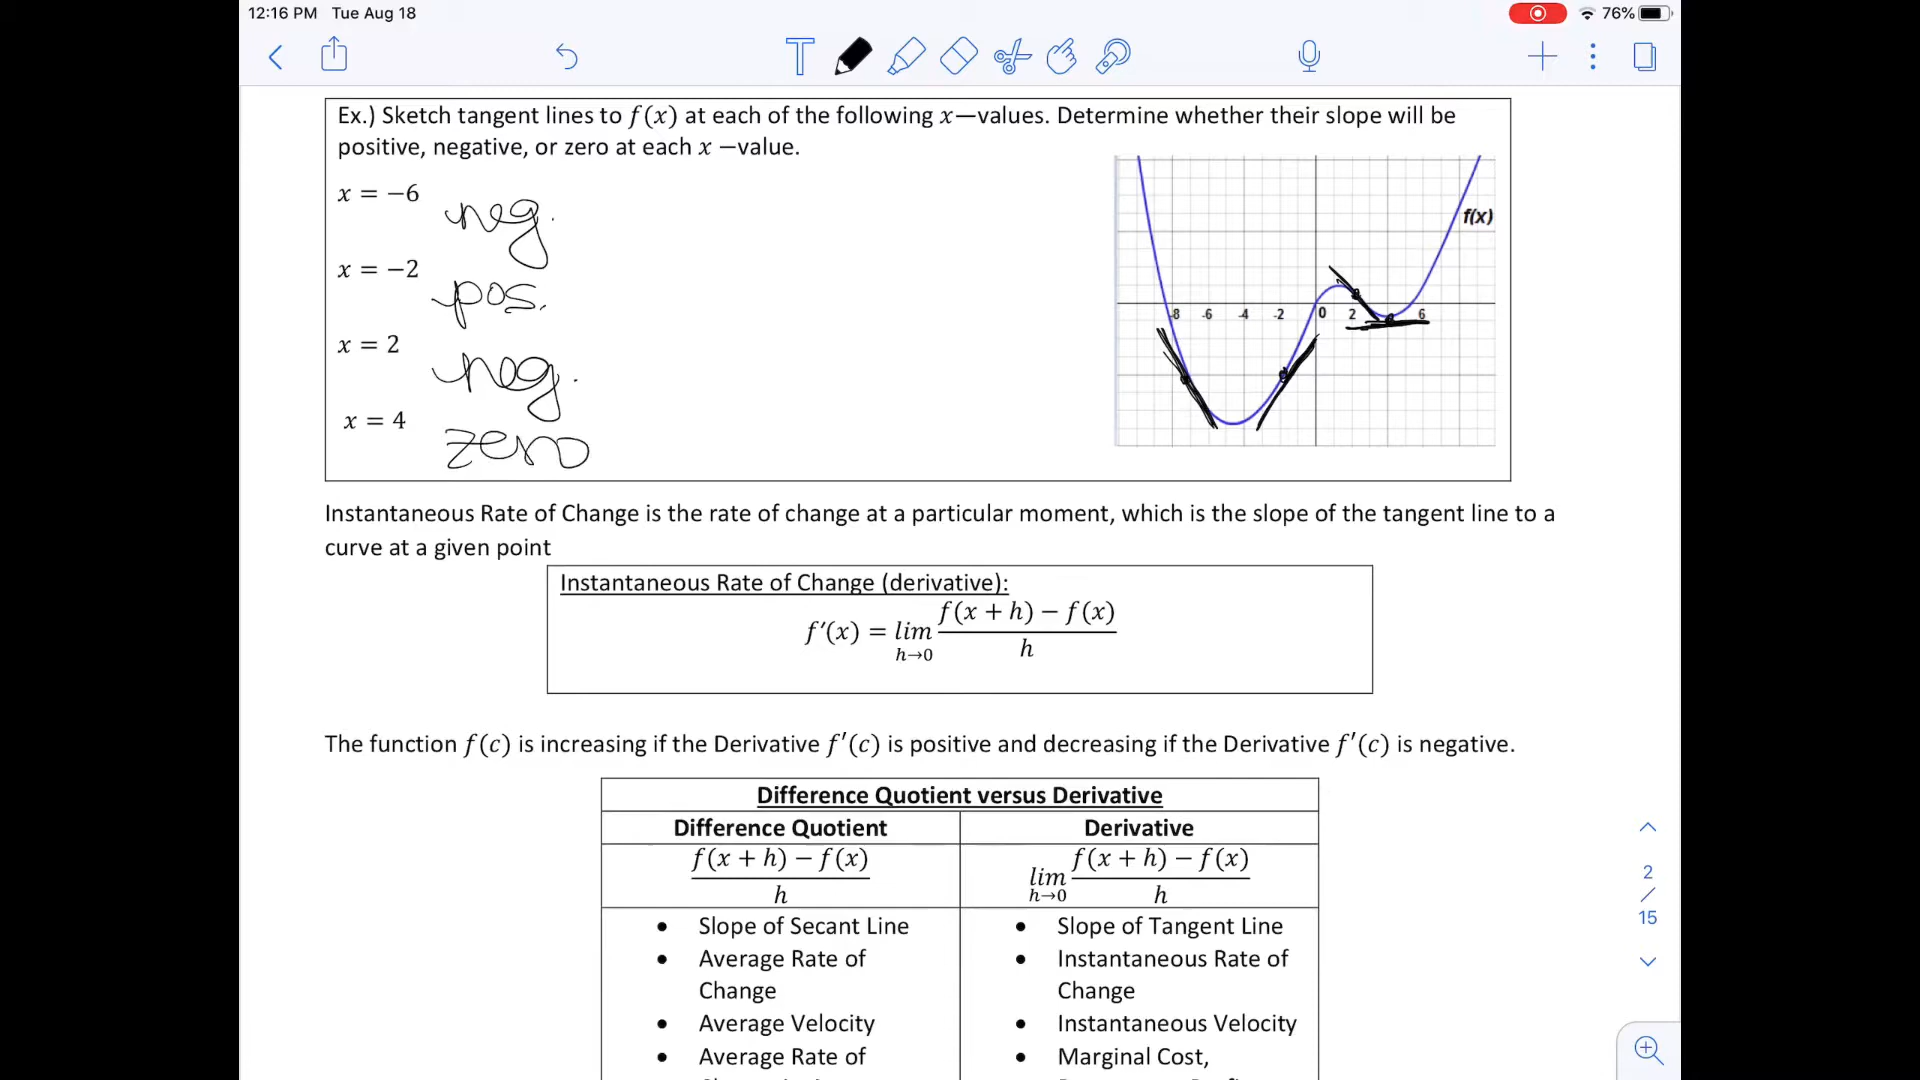 12:16 PM Tue Aug 18
76%
Ex.) Sketch tangent lines to f(x) at each of the following x—values. Determine whether their slope will be
positive, negative, or zero at each x —value.
x = −6 neg.
x = −2 pos.
x = 2 neg.
x = 4 zero
f(x)
-8 -6 -4 -2 0 2 6
Instantaneous Rate of Change is the rate of change at a particular moment, which is the slope of the tangent line to a
curve at a given point
Instantaneous Rate of Change (derivative):
f′(x) = lim h→0 f(x + h) − f(x) / h
The function f(c) is increasing if the Derivative f′(c) is positive and decreasing if the Derivative f′(c) is negative.
Difference Quotient versus Derivative
Difference Quotient Derivative
f(x + h) − f(x) / h lim h→0 f(x + h) − f(x) / h
• Slope of Secant Line
• Average Rate of
Change
• Average Velocity
• Average Rate of
• Slope of Tangent Line
• Instantaneous Rate of
Change
• Instantaneous Velocity
• Marginal Cost,
2
/
15